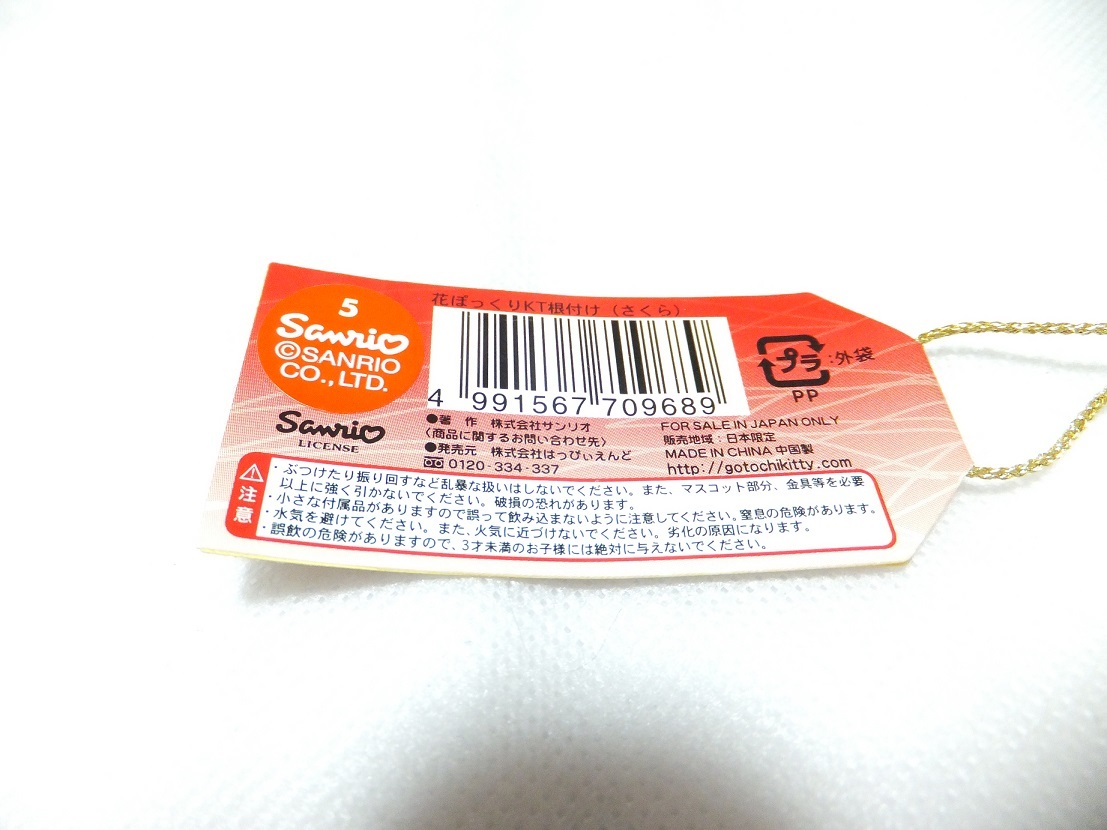 5
Sanrio
©SANRIO
CO.,LTD.
Sanrio
LICENSE
花ぽっくりKT根付け（さくら）
4 991567 709689
●著 作 株式会社サンリオ
〈商品に関するお問い合わせ先〉
●発売元 株式会社はっぴぃえんど
0120-334-337
プラ :外袋
PP
FOR SALE IN JAPAN ONLY
販売地域：日本限定
MADE IN CHINA 中国製
http://gotochikitty.com
注意
・ぶつけたり振り回すなど乱暴な扱いはしないでください。また、マスコット部分、金具等を必要
以上に強く引かないでください。破損の恐れがあります。
・小さな付属品がありますので誤って飲み込まないように注意してください。窒息の危険があります。
・水気を避けてください。また、火気に近づけないでください。劣化の原因になります。
・誤飲の危険がありますので、3才未満のお子様には絶対に与えないでください。